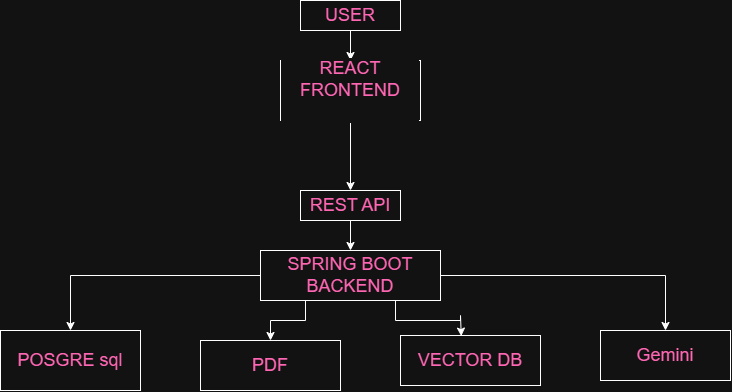 USER
REACT
FRONTEND
REST API
SPRING BOOT
BACKEND
POSGRE sql
PDF
VECTOR DB
Gemini